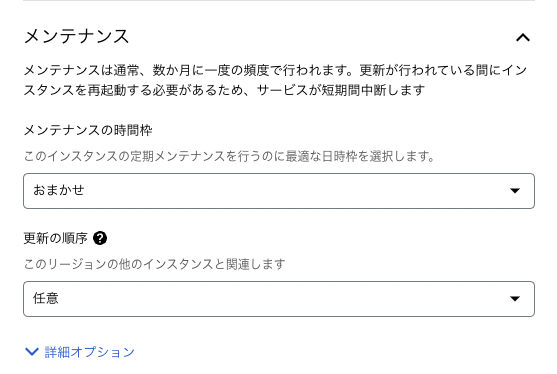 メンテナンス
メンテナンスは通常、数か月に一度の頻度で行われます。更新が行われている間にイン
スタンスを再起動する必要があるため、サービスが短期間中断します
メンテナンスの時間枠
このインスタンスの定期メンテナンスを行うのに最適な日時枠を選択します。
おまかせ
更新の順序 ?
このリージョンの他のインスタンスと関連します
任意
詳細オプション